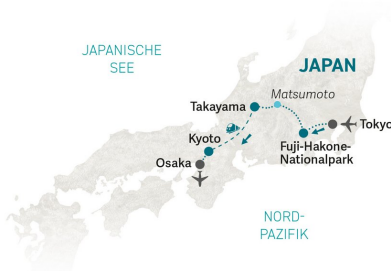 JAPANISCHE
SEE
JAPAN
Matsumoto
Takayama
Tokyo
Kyoto
Fuji-Hakone-
Nationalpark
Osaka
NORD-
PAZIFIK